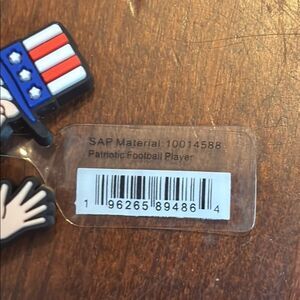 SAP Material:10014588
Patriotic Football Player
1 96265 89486 4